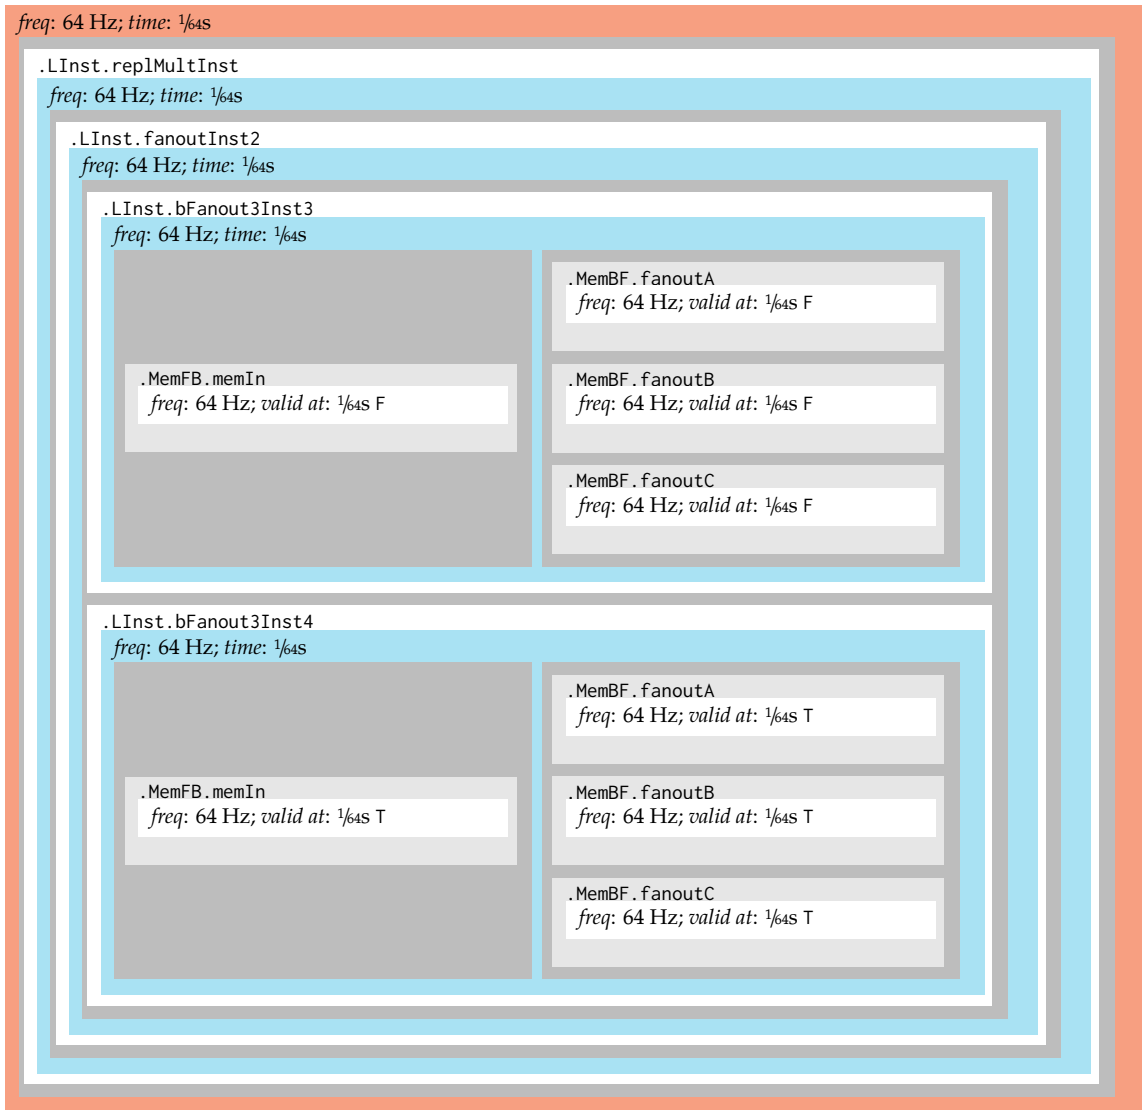 freq: 64 Hz; time: 1/64s
.LInst.replMultInst
freq: 64 Hz; time: 1/64s
.LInst.fanoutInst2
freq: 64 Hz; time: 1/64s
.LInst.bFanout3Inst3
freq: 64 Hz; time: 1/64s
.MemFB.memIn
freq: 64 Hz; valid at: 1/64s F
.MemBF.fanoutA
freq: 64 Hz; valid at: 1/64s F
.MemBF.fanoutB
freq: 64 Hz; valid at: 1/64s F
.MemBF.fanoutC
freq: 64 Hz; valid at: 1/64s F
.LInst.bFanout3Inst4
freq: 64 Hz; time: 1/64s
.MemFB.memIn
freq: 64 Hz; valid at: 1/64s T
.MemBF.fanoutA
freq: 64 Hz; valid at: 1/64s T
.MemBF.fanoutB
freq: 64 Hz; valid at: 1/64s T
.MemBF.fanoutC
freq: 64 Hz; valid at: 1/64s T